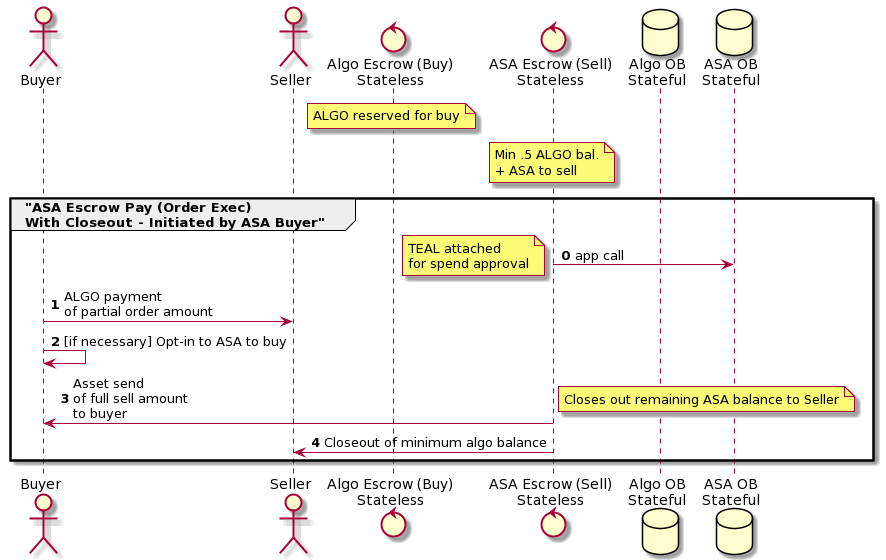 Buyer
Seller
Algo Escrow (Buy)
Stateless
ASA Escrow (Sell)
Stateless
Algo OB
Stateful
ASA OB
Stateful
ALGO reserved for buy
Min .5 ALGO bal.
+ ASA to sell
"ASA Escrow Pay (Order Exec)
With Closeout - Initiated by ASA Buyer"
TEAL attached
for spend approval
0 app call
ALGO payment
1 of partial order amount
2 [if necessary] Opt-in to ASA to buy
Asset send
3 of full sell amount
to buyer
Closes out remaining ASA balance to Seller
4 Closeout of minimum algo balance
Buyer
Seller
Algo Escrow (Buy)
Stateless
ASA Escrow (Sell)
Stateless
Algo OB
Stateful
ASA OB
Stateful